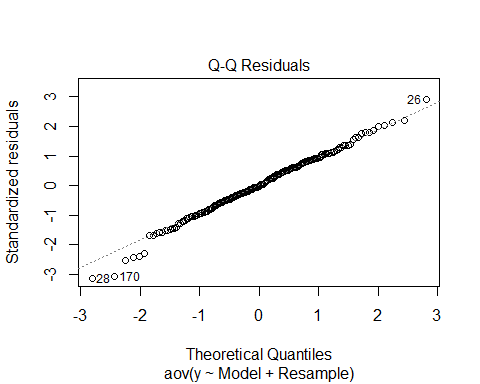 Q-Q Residuals
Standardized residuals
3
2
1
0
-1
-2
-3
26
28
170
-3 -2 -1 0 1 2 3
Theoretical Quantiles
aov(y ~ Model + Resample)